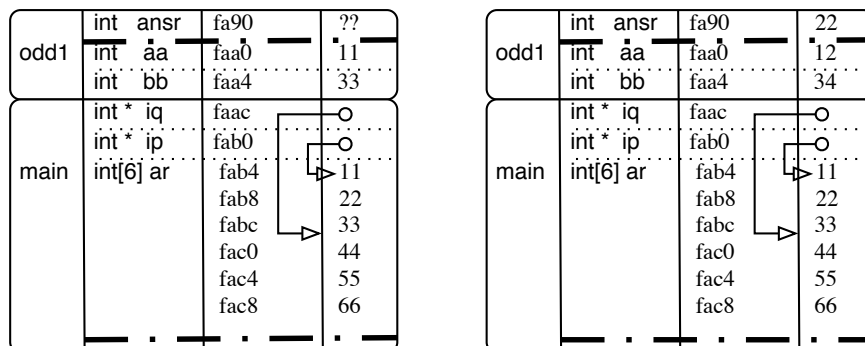 int ansr fa90 ??
odd1 int aa faa0 11
int bb faa4 33
int * iq faac
int * ip fab0
main int[6] ar fab4 11
fab8 22
fabc 33
fac0 44
fac4 55
fac8 66
int ansr fa90 22
odd1 int aa faa0 12
int bb faa4 34
int * iq faac
int * ip fab0
main int[6] ar fab4 11
fab8 22
fabc 33
fac0 44
fac4 55
fac8 66